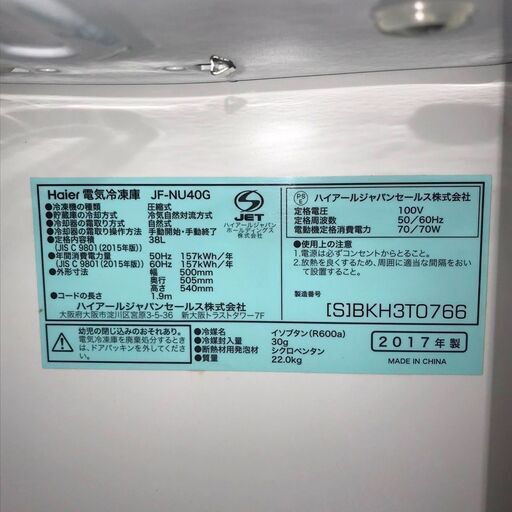 Haier 電気冷凍庫 JF-NU40G
●冷凍機の種類 圧縮式
●貯蔵庫の冷却方式 冷気自然対流方式
●冷却器の霜取り方式 自然式
●冷却器の霜取り操作方法 手動開始・手動終了
●定格内容積 38L
(JIS C 9801(2015年版))
●年間消費電力量 50Hz 157kWh/年
(JIS C 9801(2015年版)) 60Hz 157kWh/年
●外形寸法 幅 500mm
奥行 505mm
高さ 540mm
●コードの長さ 1.9m
ハイアールジャパンセールス株式会社
大阪府大阪市淀川区宮原3-5-36 新大阪トラストタワー7F
S
JET
ハイアールジャパン
ホールディングス
株式会社
PS
E
ハイアールジャパンセールス株式会社
定格電圧 100V
定格周波数 50/60Hz
電動機定格消費電力 70/70W
●使用上の注意
1.電源は必ずコンセントからとること。
2.放熱を良くするため、周囲に適当な間隔をおいて設置すること。
製造番号 [S]BKH3T0766
幼児の閉じ込めのおそれあり。
電気冷凍庫を廃棄処分するときには、ドアパッキンを外してください。
●冷媒 イソブタン(R600a)
●冷媒封入量 30g
●断熱材用発泡材 シクロペンタン
●質量 22.0kg
2017年製
MADE IN CHINA